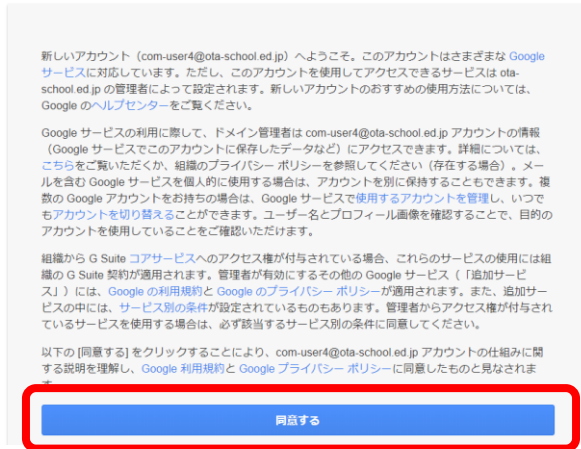 新しいアカウント（com-user4@ota-school.ed.jp）へようこそ。このアカウントはさまざまな Google
サービスに対応しています。ただし、このアカウントを使用してアクセスできるサービスは ota-
school.ed.jp の管理者によって設定されます。新しいアカウントのおすすめの使用方法については、
Google のヘルプセンターをご覧ください。
Google サービスの利用に際して、ドメイン管理者は com-user4@ota-school.ed.jp アカウントの情報
（Google サービスでこのアカウントに保存したデータなど）にアクセスできます。詳細については、
こちらをご覧いただくか、組織のプライバシー ポリシーを参照してください（存在する場合）。メー
ルを含む Google サービスを個人的に使用する場合は、アカウントを別に保持することもできます。複
数の Google アカウントをお持ちの場合は、Google サービスで使用するアカウントを管理し、いつで
もアカウントを切り替えることができます。ユーザー名とプロフィール画像を確認することで、目的の
アカウントを使用していることをご確認いただけます。
組織から G Suite コアサービスへのアクセス権が付与されている場合、これらのサービスの使用には組
織の G Suite 契約が適用されます。管理者が有効にするその他の Google サービス（「追加サービ
ス」）には、Google の利用規約と Google のプライバシー ポリシーが適用されます。また、追加サー
ビスの中には、サービス別の条件が設定されているものもあります。管理者からアクセス権が付与され
ているサービスを使用する場合は、必ず該当するサービス別の条件に同意してください。
以下の [同意する] をクリックすることにより、com-user4@ota-school.ed.jp アカウントの仕組みに関
する説明を理解し、Google 利用規約と Google プライバシー ポリシーに同意したものと見なされま
同意する